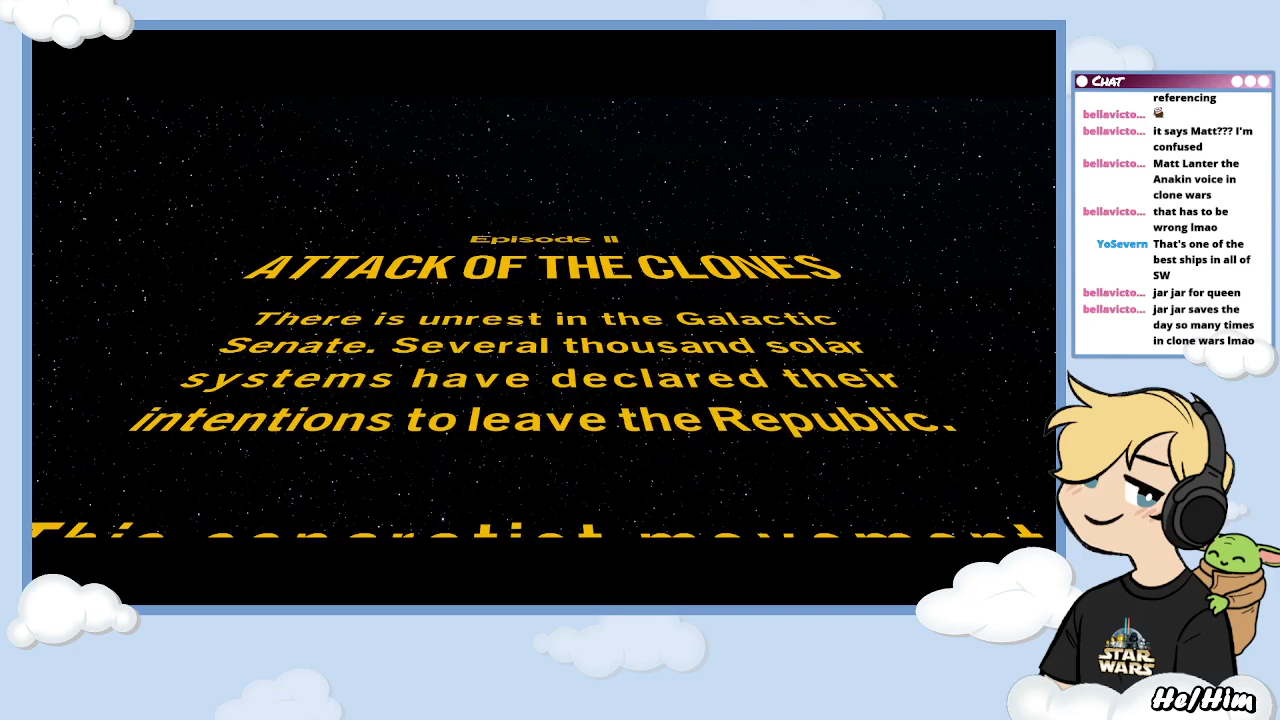 Episode II
ATTACK OF THE CLONES
There is unrest in the Galactic
Senate. Several thousand solar
systems have declared their
intentions to leave the Republic.
This separatist movement
Chat
referencing
bellavicto...
bellavicto... it says Matt??? I'm
confused
bellavicto... Matt Lanter the
Anakin voice in
clone wars
bellavicto... that has to be
wrong lmao
YoSevern That's one of the
best ships in all of
SW
bellavicto... jar jar for queen
bellavicto... jar jar saves the
day so many times
in clone wars lmao
STAR
WARS
He/Him